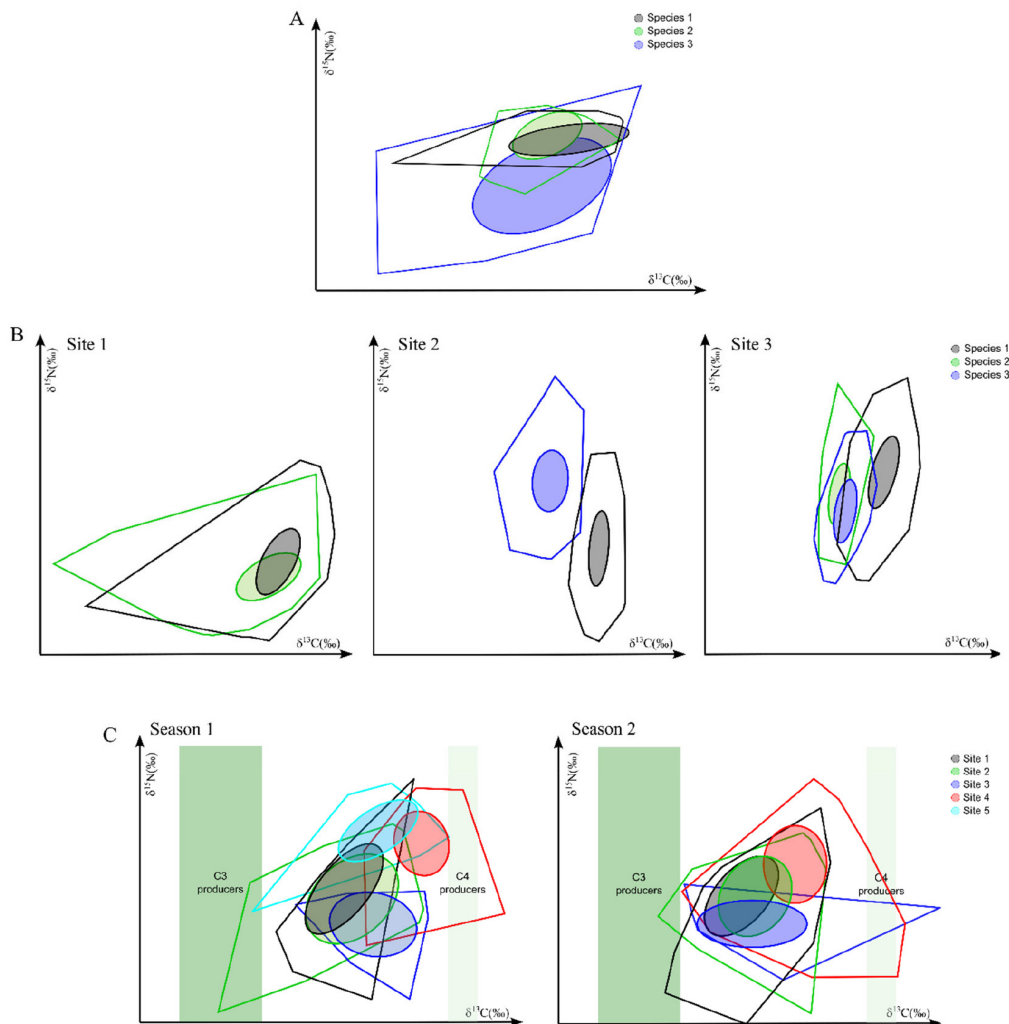 A
δ¹⁵N(‰)
Species 1
Species 2
Species 3
δ¹³C(‰)
B
Site 1
δ¹⁵N(‰)
δ¹³C(‰)
Site 2
δ¹⁵N(‰)
δ¹³C(‰)
Site 3
δ¹⁵N(‰)
δ¹³C(‰)
Species 1
Species 2
Species 3
C
Season 1
δ¹⁵N(‰)
C3
producers
C4
producers
δ¹³C(‰)
Season 2
δ¹⁵N(‰)
C3
producers
C4
producers
δ¹³C(‰)
Site 1
Site 2
Site 3
Site 4
Site 5